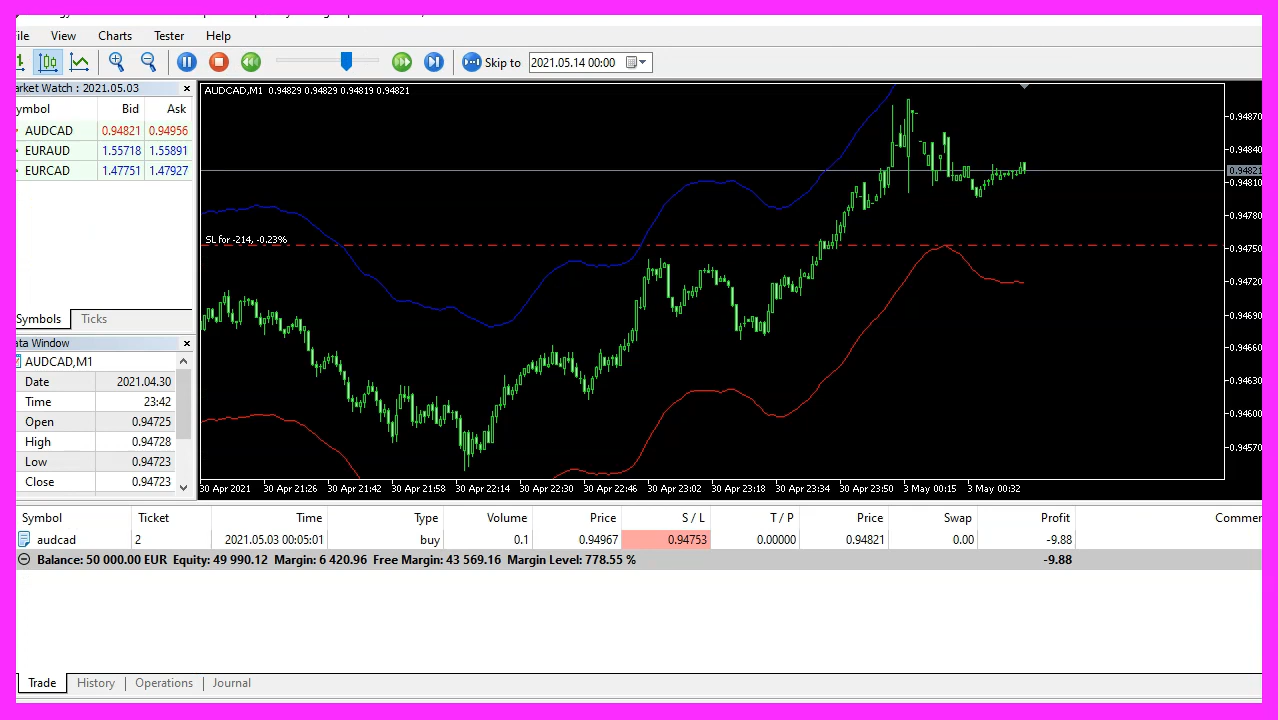 ile View Charts Tester Help
Skip to 2021.05.14 00:00
arket Watch : 2021.05.03
ymbol Bid Ask
AUDCAD 0.94821 0.94956
EURAUD 1.55718 1.55891
EURCAD 1.47751 1.47927
Symbols Ticks
ata Window
AUDCAD,M1
Date 2021.04.30
Time 23:42
Open 0.94725
High 0.94728
Low 0.94723
Close 0.94723
AUDCAD,M1 0.94829 0.94829 0.94819 0.94821
SL for -214, -0.23%
0.94870
0.94840
0.94821
0.94810
0.94780
0.94750
0.94720
0.94690
0.94660
0.94630
0.94600
0.94570
30 Apr 2021 30 Apr 21:26 30 Apr 21:42 30 Apr 21:58 30 Apr 22:14 30 Apr 22:30 30 Apr 22:46 30 Apr 23:02 30 Apr 23:18 30 Apr 23:34 30 Apr 23:50 3 May 00:15 3 May 00:32
Symbol Ticket Time Type Volume Price S / L T / P Price Swap Profit Commer
audcad 2 2021.05.03 00:05:01 buy 0.1 0.94967 0.94753 0.00000 0.94821 0.00 -9.88
Balance: 50 000.00 EUR Equity: 49 990.12 Margin: 6 420.96 Free Margin: 43 569.16 Margin Level: 778.55 % -9.88
Trade History Operations Journal